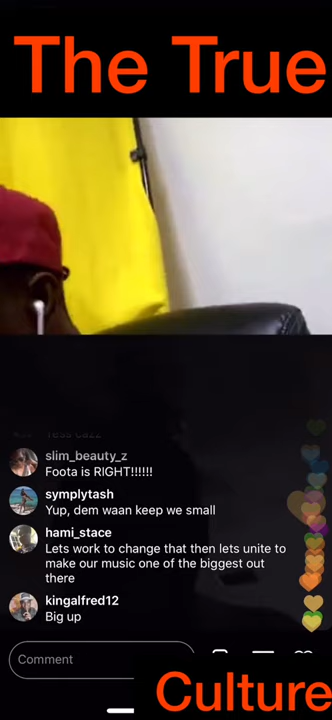 The True
slim_beauty_z
Foota is RIGHT!!!!!!
symplytash
Yup, dem waan keep we small
hami_stace
Lets work to change that then lets unite to
make our music one of the biggest out
there
kingalfred12
Big up
Comment
Culture